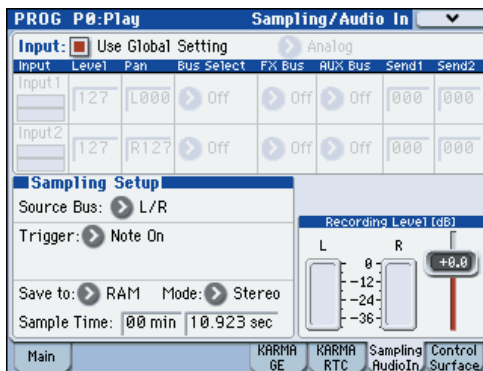 PROG P0:Play Sampling/Audio In
Input: Use Global Setting Analog
Input Level Pan Bus Select FX Bus AUX Bus Send1 Send2
Input1 127 L000 Off Off Off 000 000
Input2 127 R127 Off Off Off 000 000
Sampling Setup
Source Bus: L/R
Trigger: Note On
Save to: RAM Mode: Stereo
Sample Time: 00 min 10.923 sec
Recording Level [dB]
L R
0
-12
-24
-36
+0.0
Main
KARMA GE
KARMA RTC
Sampling AudioIn
Control Surface